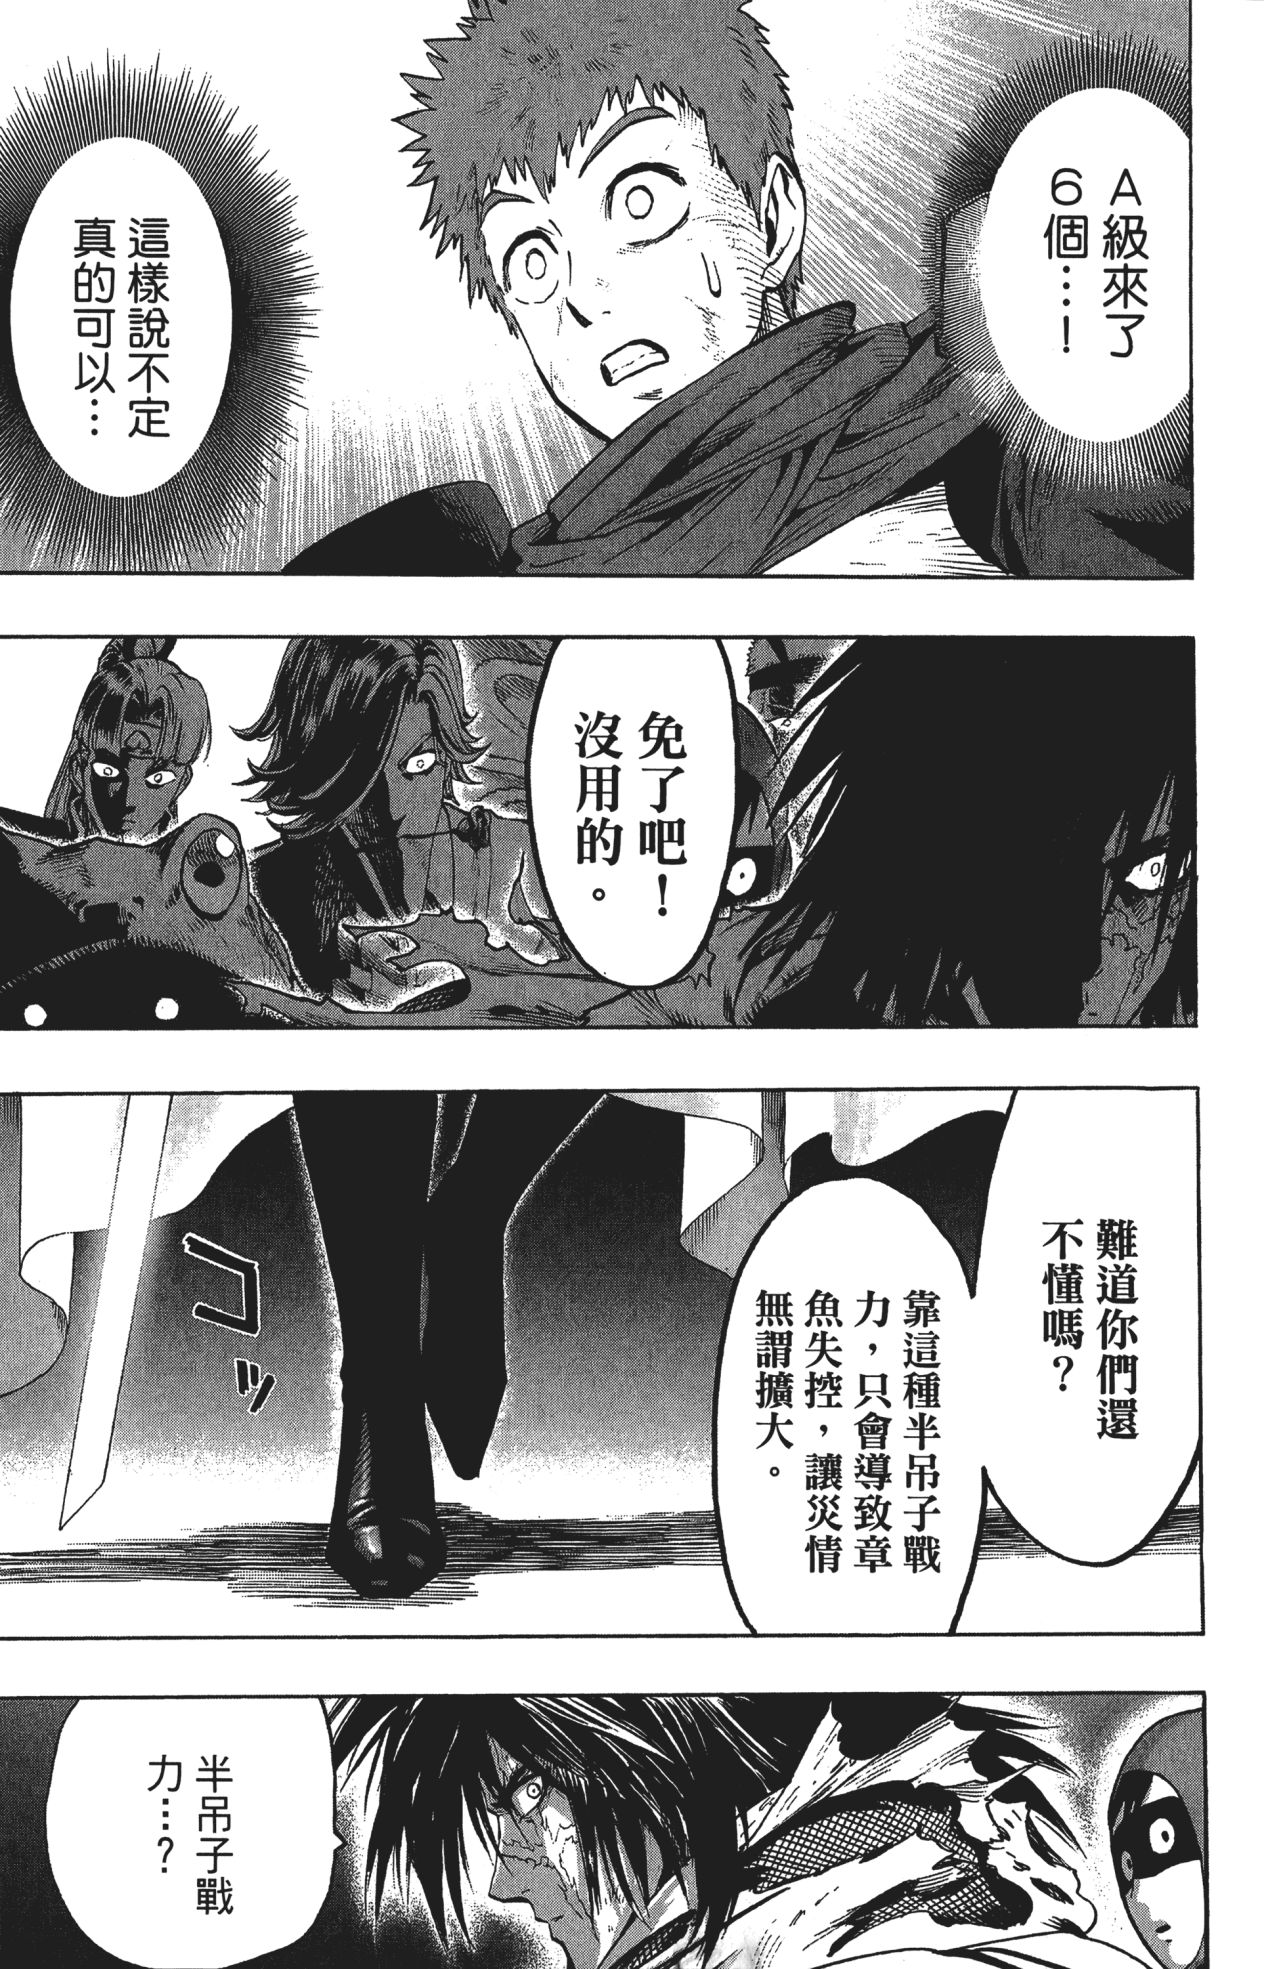 A級來了
6個…！
這樣說不定
真的可以…
免了吧！
沒用的。
難道你們還
不懂嗎？
靠這種半吊子戰
力，只會導致章
魚失控，讓災情
無謂擴大。
コツ
半吊子戰
力…？